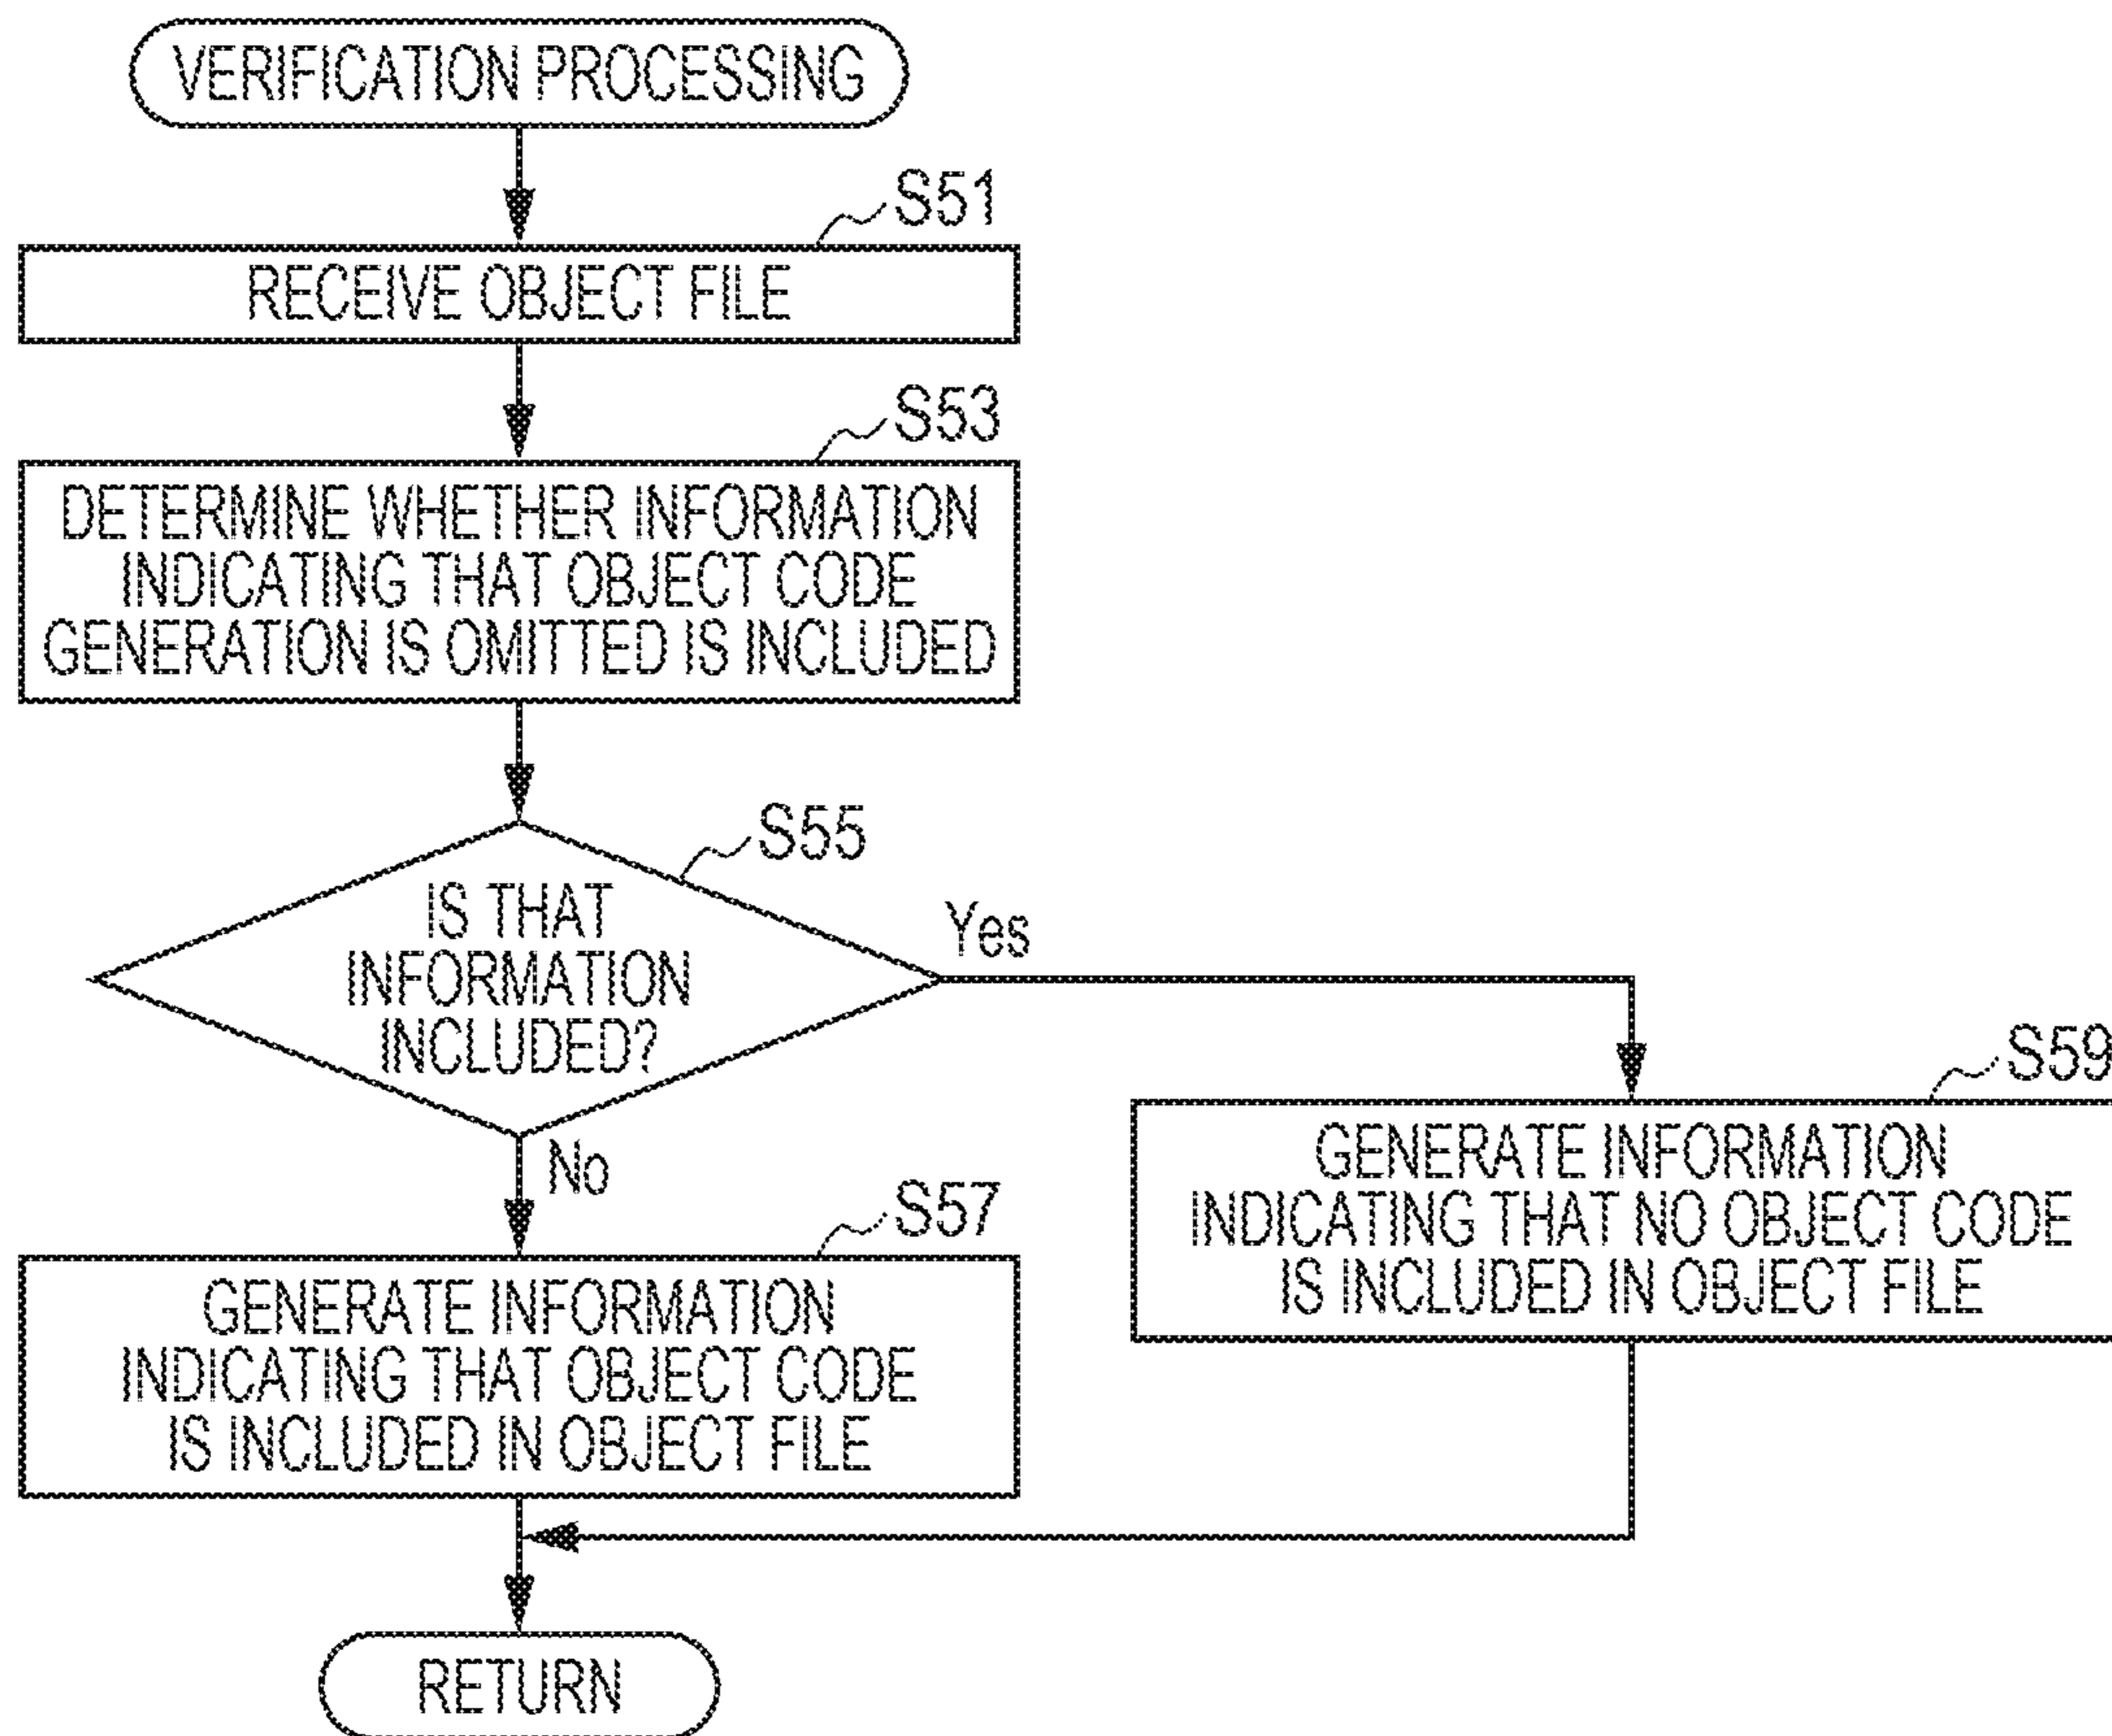 VERIFICATION PROCESSING
S51
RECEIVE OBJECT FILE
S53
DETERMINE WHETHER INFORMATION
INDICATING THAT OBJECT CODE
GENERATION IS OMITTED IS INCLUDED
S55
IS THAT
INFORMATION
INCLUDED?
Yes
No
S59
GENERATE INFORMATION
INDICATING THAT NO OBJECT CODE
IS INCLUDED IN OBJECT FILE
S57
GENERATE INFORMATION
INDICATING THAT OBJECT CODE
IS INCLUDED IN OBJECT FILE
RETURN